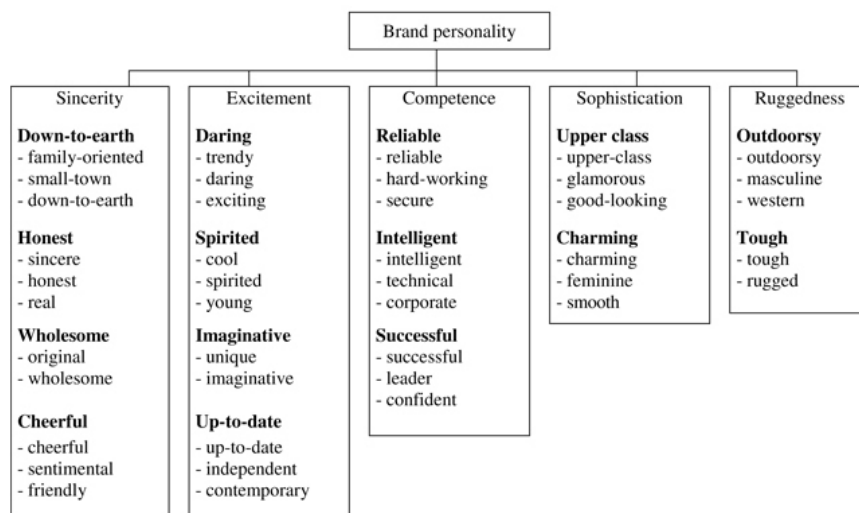 Brand personality
Sincerity
Down-to-earth
- family-oriented
- small-town
- down-to-earth
Honest
- sincere
- honest
- real
Wholesome
- original
- wholesome
Cheerful
- cheerful
- sentimental
- friendly
Excitement
Daring
- trendy
- daring
- exciting
Spirited
- cool
- spirited
- young
Imaginative
- unique
- imaginative
Up-to-date
- up-to-date
- independent
- contemporary
Competence
Reliable
- reliable
- hard-working
- secure
Intelligent
- intelligent
- technical
- corporate
Successful
- successful
- leader
- confident
Sophistication
Upper class
- upper-class
- glamorous
- good-looking
Charming
- charming
- feminine
- smooth
Ruggedness
Outdoorsy
- outdoorsy
- masculine
- western
Tough
- tough
- rugged